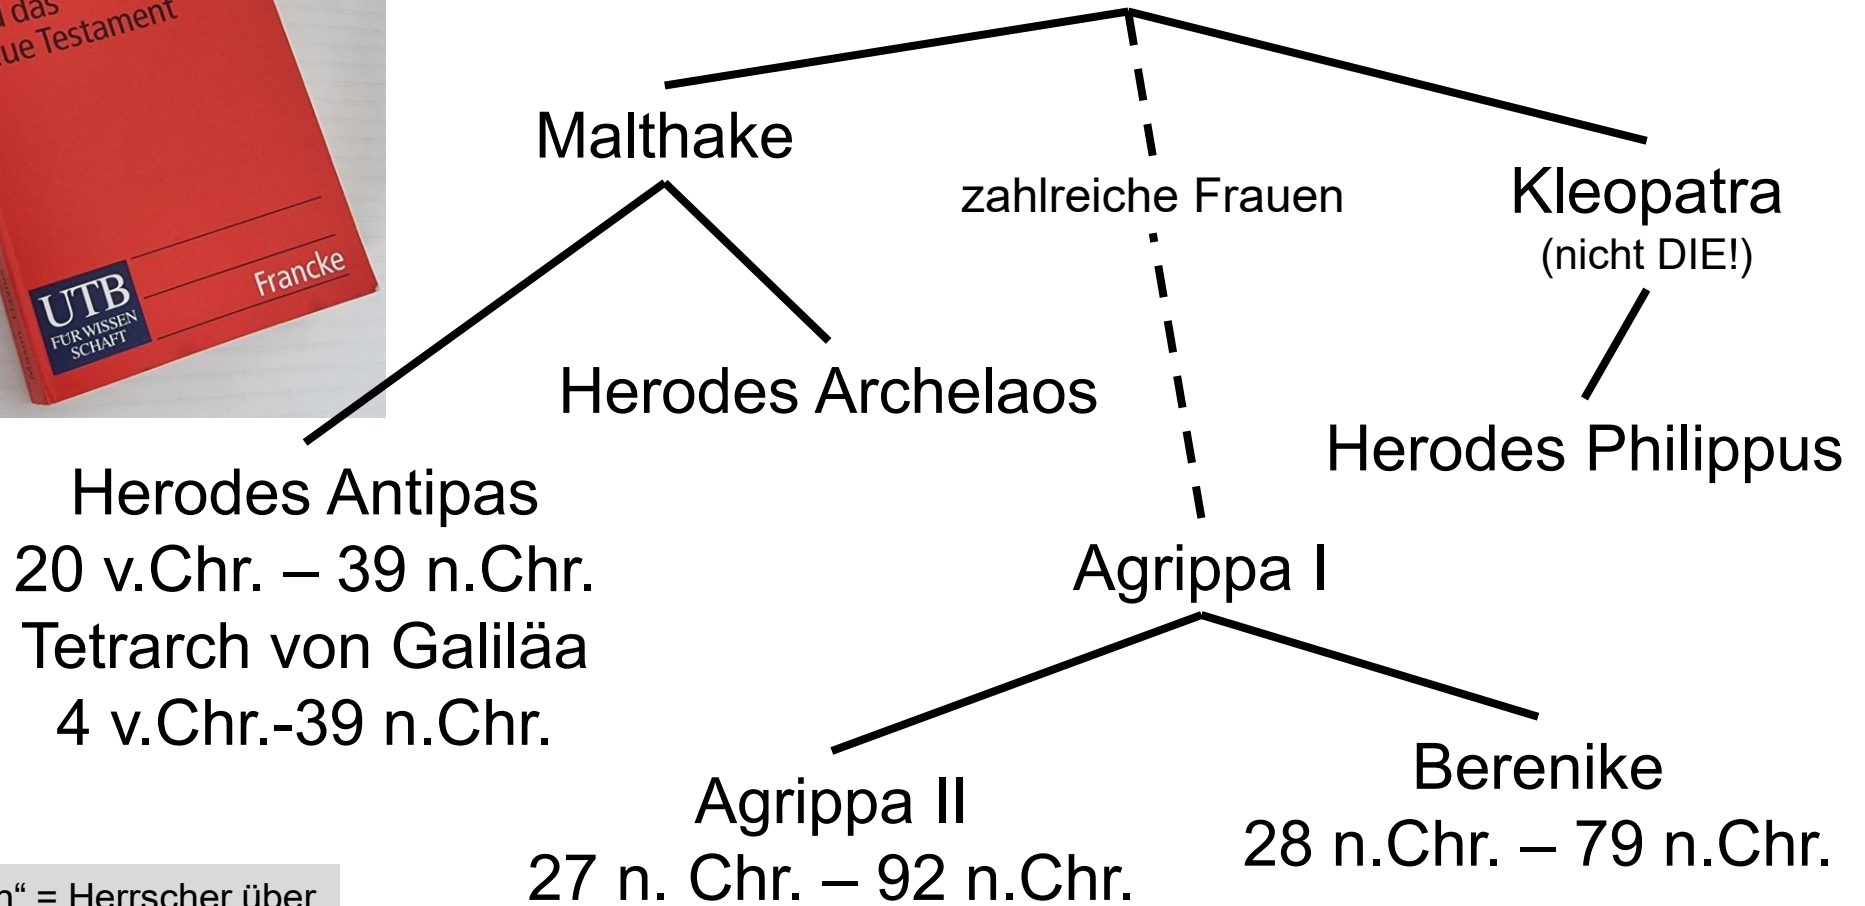 das
ue Testament
Francke
UTB
FÜR WISSEN
SCHAFT
Malthake
zahlreiche Frauen
Kleopatra
(nicht DIE!)
Herodes Archelaos
Herodes Philippus
Herodes Antipas
20 v.Chr. – 39 n.Chr.
Tetrarch von Galiläa
4 v.Chr.-39 n.Chr.
Agrippa I
Agrippa II
27 n. Chr. – 92 n.Chr.
Berenike
28 n.Chr. – 79 n.Chr.
n“ = Herrscher über